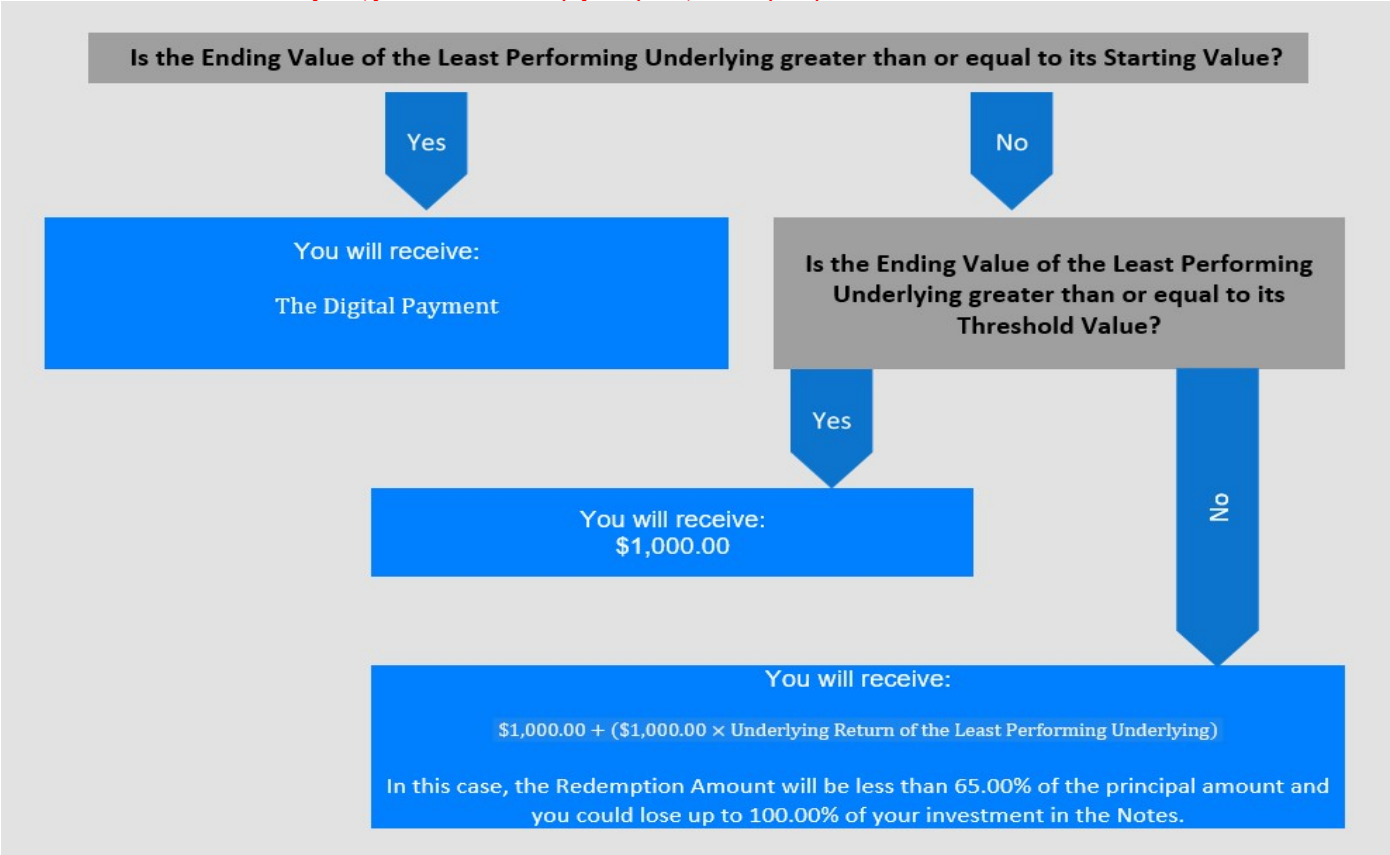 Is the Ending Value of the Least Performing Underlying greater than or equal to its Starting Value?
Yes
No
You will receive:
The Digital Payment
Is the Ending Value of the Least Performing
Underlying greater than or equal to its
Threshold Value?
Yes
No
You will receive:
$1,000.00
You will receive:
$1,000.00 + ($1,000.00 × Underlying Return of the Least Performing Underlying)
In this case, the Redemption Amount will be less than 65.00% of the principal amount and
you could lose up to 100.00% of your investment in the Notes.